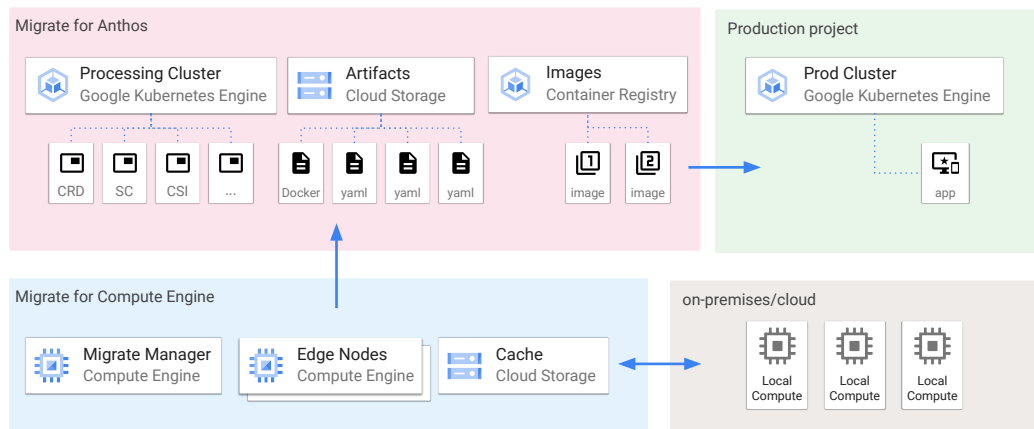 Migrate for Anthos
Processing Cluster
Google Kubernetes Engine
Artifacts
Cloud Storage
Images
Container Registry
CRD
SC
CSI
...
Docker
yaml
yaml
yaml
1
image
2
image
Production project
Prod Cluster
Google Kubernetes Engine
app
Migrate for Compute Engine
Migrate Manager
Compute Engine
Edge Nodes
Compute Engine
Cache
Cloud Storage
on-premises/cloud
Local
Compute
Local
Compute
Local
Compute